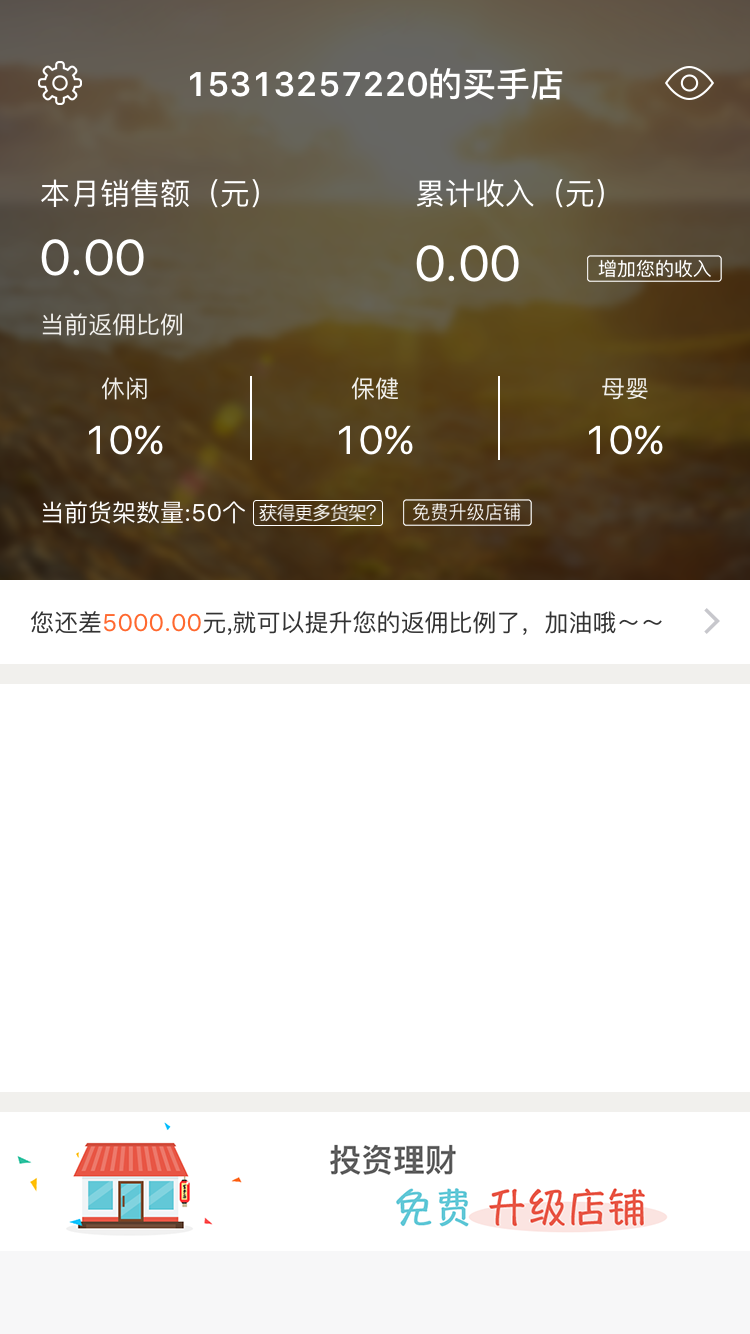 15313257220的买手店
本月销售额（元）
累计收入（元）
0.00
0.00
增加您的收入
当前返佣比例
休闲
保健
母婴
10%
10%
10%
当前货架数量:50个
获得更多货架?
免费升级店铺
您还差5000.00元,就可以提升您的返佣比例了，加油哦～～
投资理财
免费 升级店铺